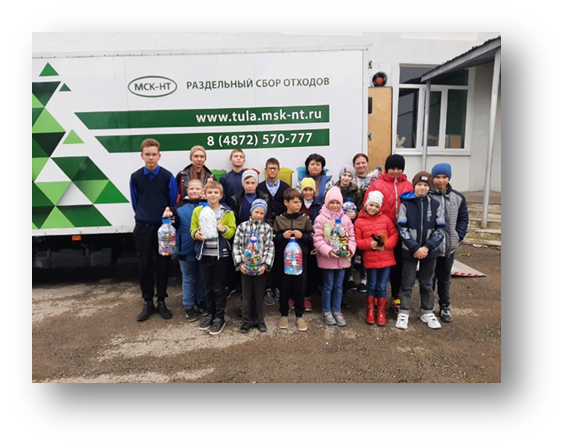 МСК-НТ РАЗДЕЛЬНЫЙ СБОР ОТХОДОВ
www.tula.msk-nt.ru
8 (4872) 570-777